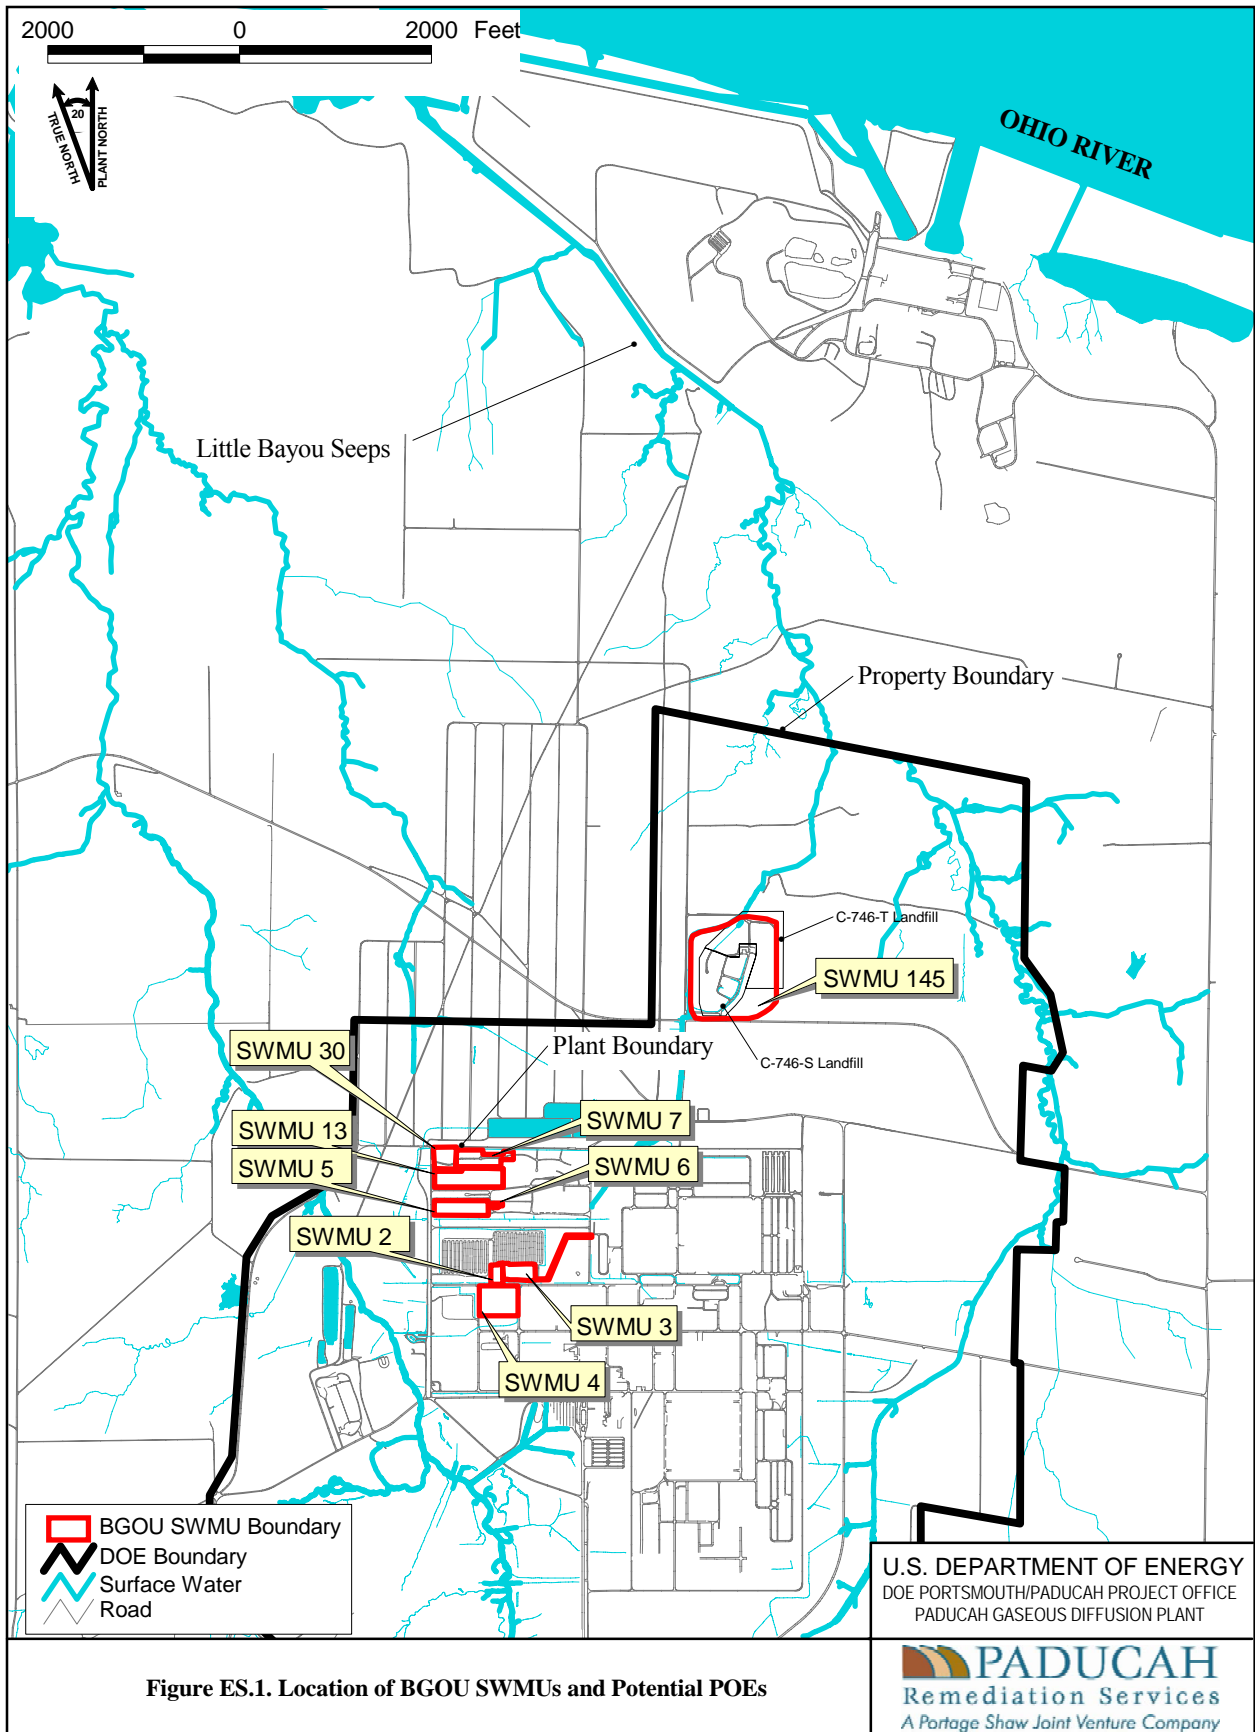 2000 0 2000 Feet
20
TRUE NORTH
PLANT NORTH
OHIO RIVER
Little Bayou Seeps
Property Boundary
C-746-T Landfill
SWMU 145
C-746-S Landfill
Plant Boundary
SWMU 30
SWMU 7
SWMU 13
SWMU 5
SWMU 6
SWMU 2
SWMU 3
SWMU 4
BGOU SWMU Boundary
DOE Boundary
Surface Water
Road
U.S. DEPARTMENT OF ENERGY
DOE PORTSMOUTH/PADUCAH PROJECT OFFICE
PADUCAH GASEOUS DIFFUSION PLANT
Figure ES.1. Location of BGOU SWMUs and Potential POEs
PADUCAH
Remediation Services
A Portage Shaw Joint Venture Company